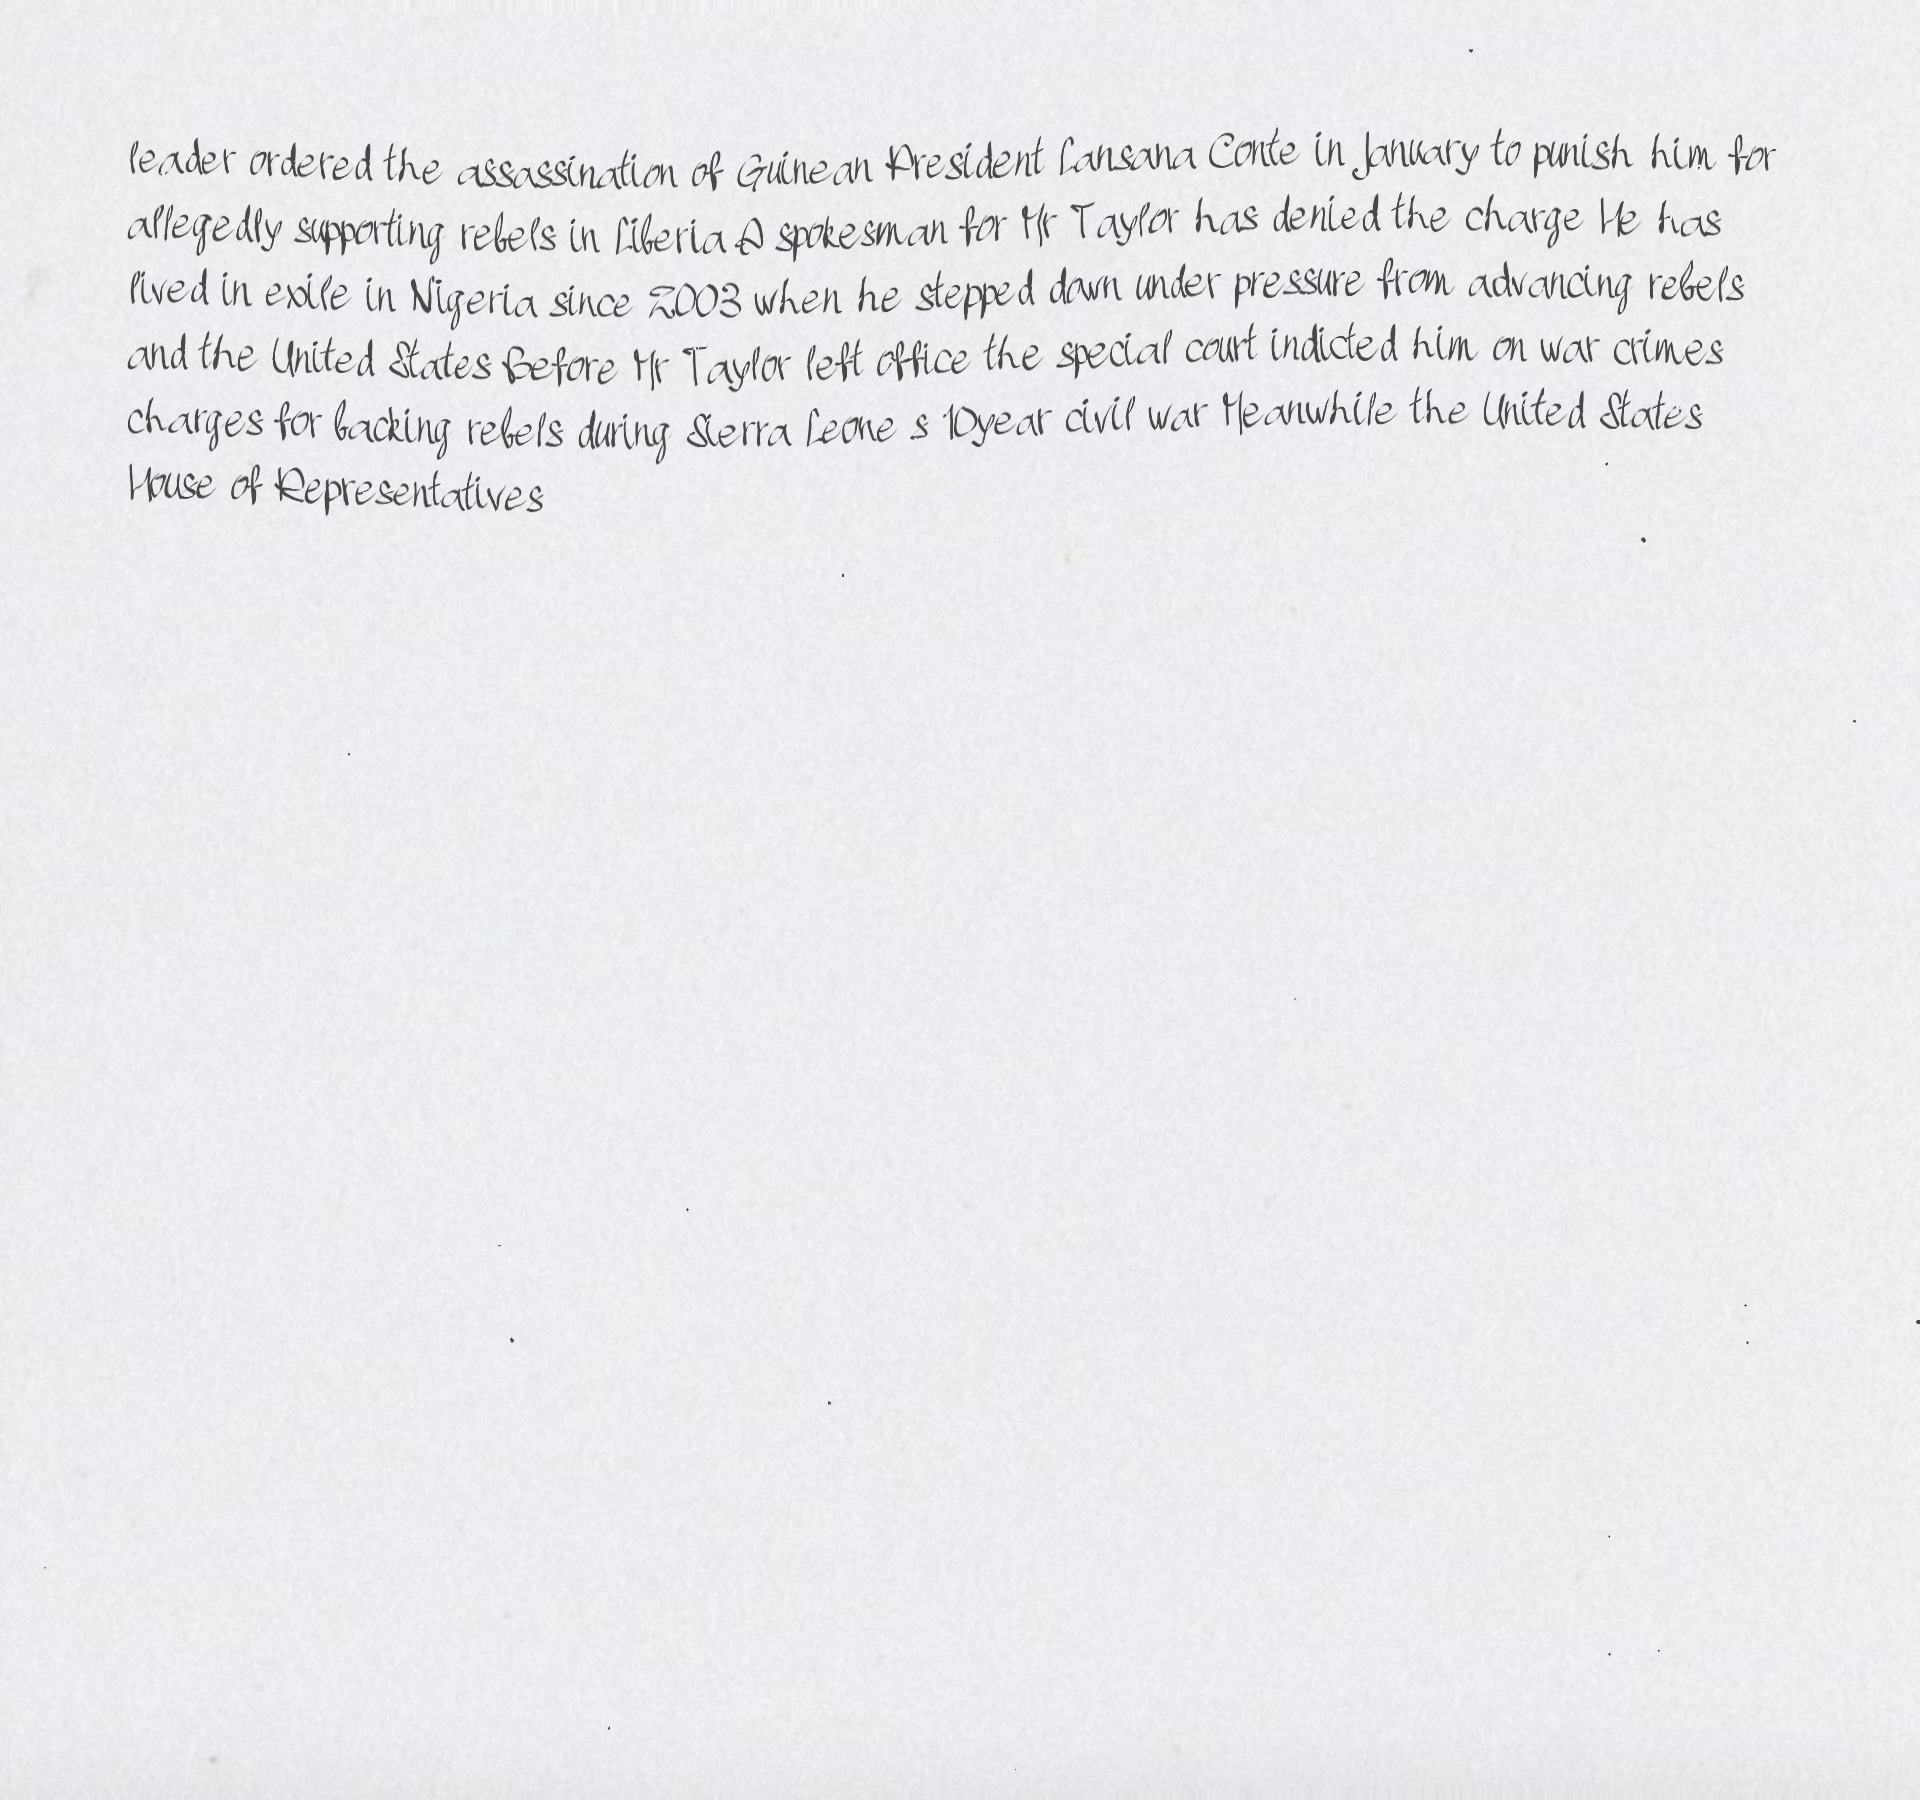 leader ordered the assassination of Guinean President Lansana Conte in January to punish him for
allegedly supporting rebels in Liberia A spokesman for Mr Taylor has denied the charge He has
lived in exile in Nigeria since 2003 when he stepped down under pressure from advancing rebels
and the United States Before Mr Taylor left office the special court indicted him on war crimes
charges for backing rebels during Sierra Leone s 10year civil war Meanwhile the United States
House of Representatives